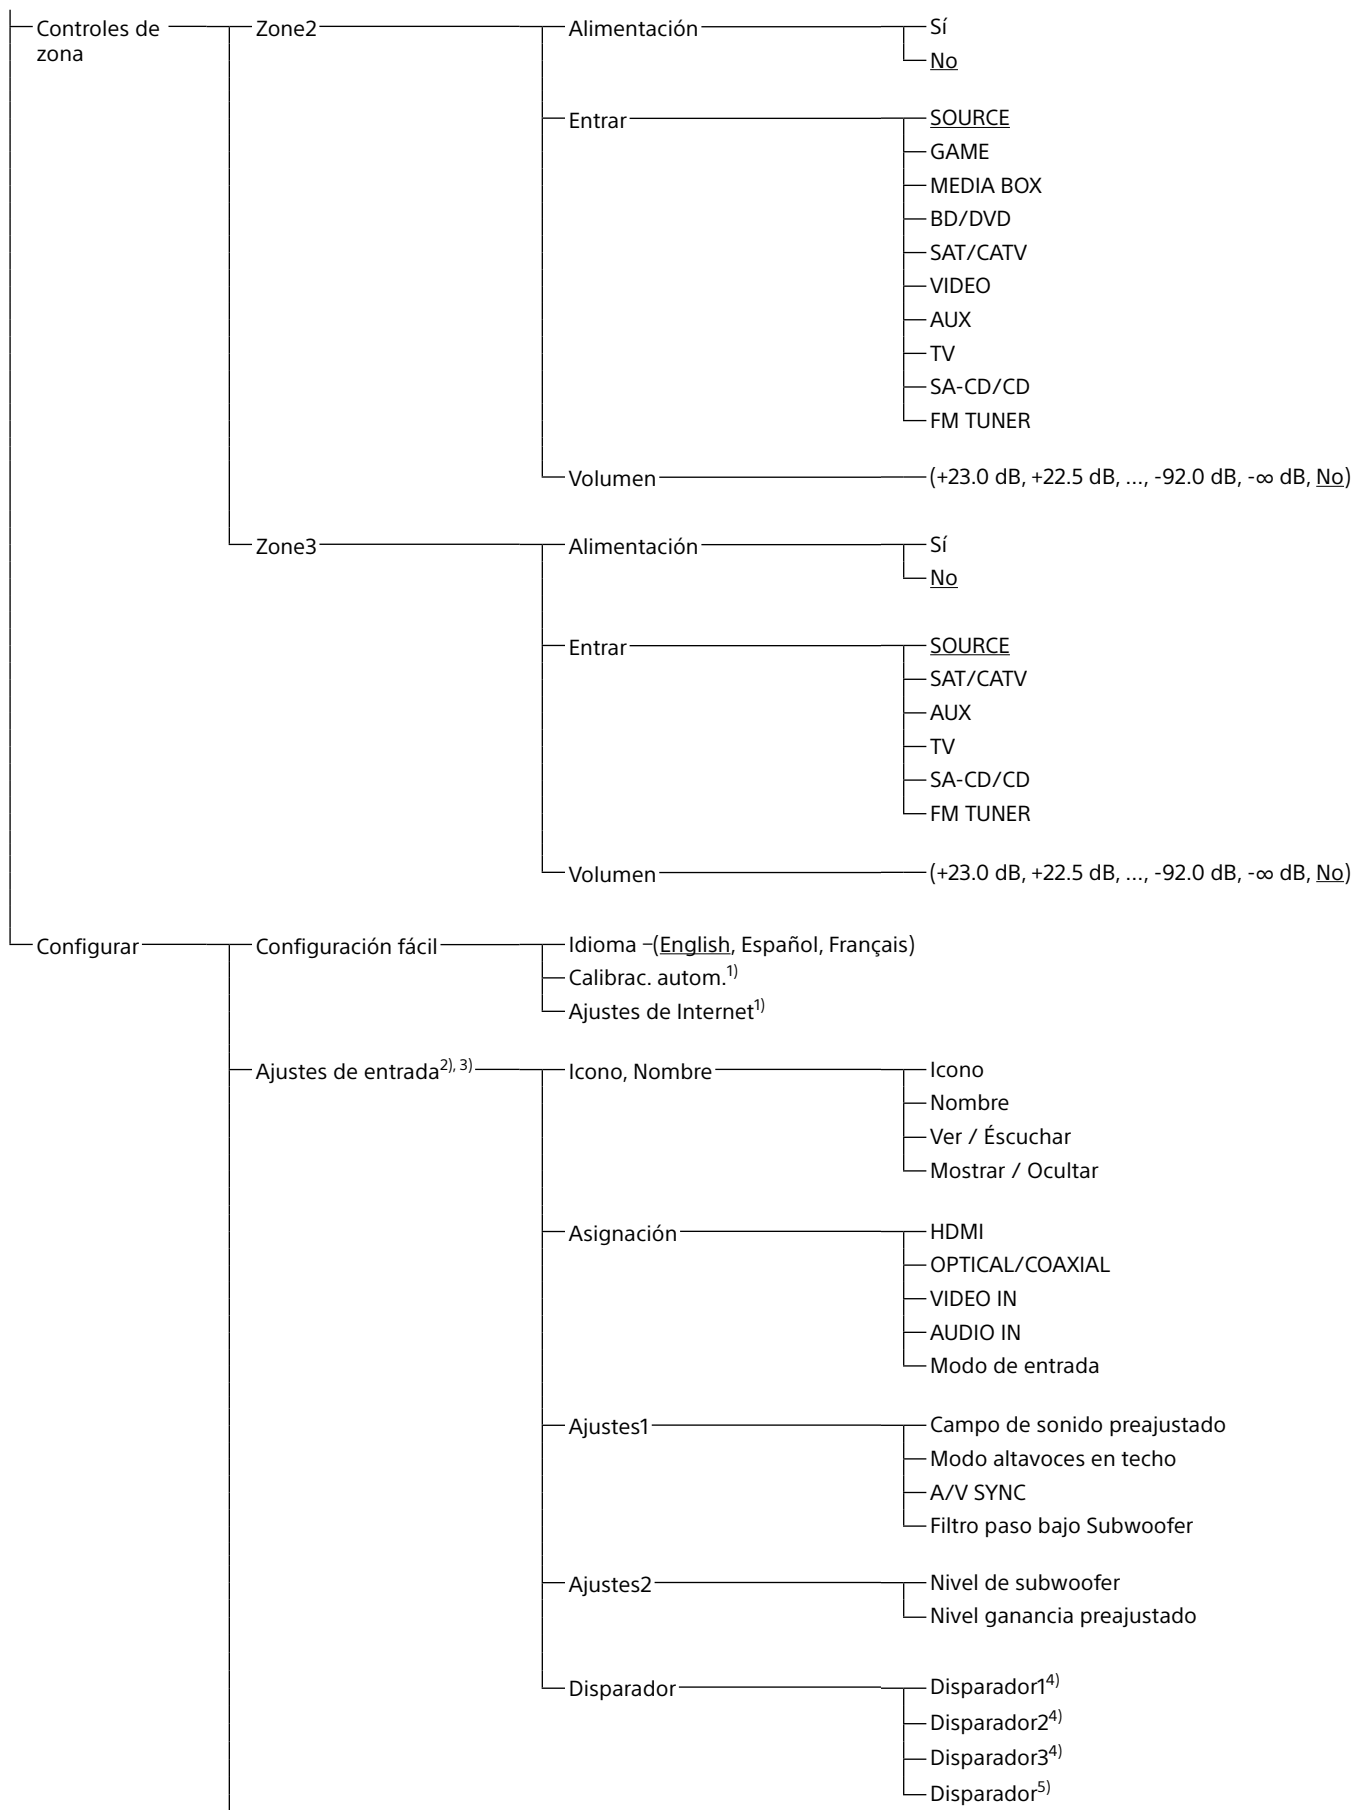 Controles de
zona
Zone2
Alimentación
Sí
No
Entrar
SOURCE
GAME
MEDIA BOX
BD/DVD
SAT/CATV
VIDEO
AUX
TV
SA-CD/CD
FM TUNER
Volumen
(+23.0 dB, +22.5 dB, ..., -92.0 dB, -∞ dB, No)
Zone3
Alimentación
Sí
No
Entrar
SOURCE
SAT/CATV
AUX
TV
SA-CD/CD
FM TUNER
Volumen
(+23.0 dB, +22.5 dB, ..., -92.0 dB, -∞ dB, No)
Configurar
Configuración fácil
Idioma –(English, Español, Français)
Calibrac. autom.1)
Ajustes de Internet1)
Ajustes de entrada2), 3)
Icono, Nombre
Icono
Nombre
Ver / Éscuchar
Mostrar / Ocultar
Asignación
HDMI
OPTICAL/COAXIAL
VIDEO IN
AUDIO IN
Modo de entrada
Ajustes1
Campo de sonido preajustado
Modo altavoces en techo
A/V SYNC
Filtro paso bajo Subwoofer
Ajustes2
Nivel de subwoofer
Nivel ganancia preajustado
Disparador
Disparador14)
Disparador24)
Disparador34)
Disparador5)